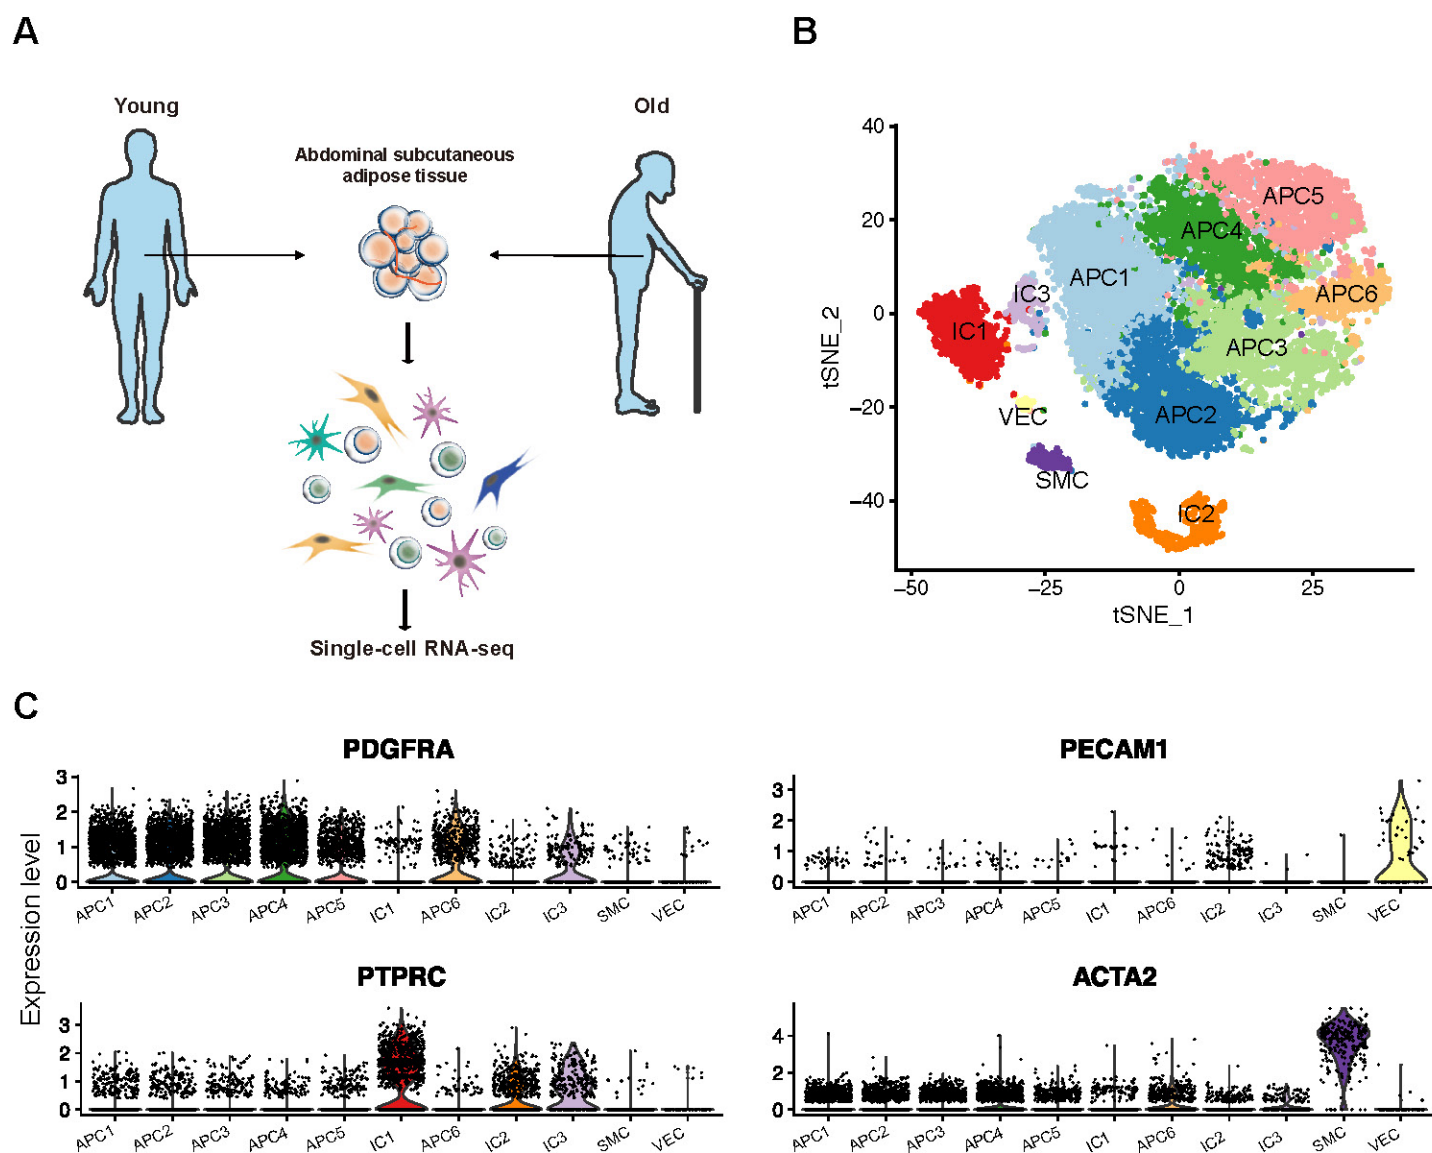 A
Young
Old
Abdominal subcutaneous
adipose tissue
Single-cell RNA-seq
B
40
20
0
−20
−40
tSNE_2
−50
−25
0
25
tSNE_1
APC5
APC4
APC1
IC3
APC6
IC1
APC3
VEC
APC2
SMC
IC2
C
Expression level
PDGFRA
3
2
1
0
APC1 APC2 APC3 APC4 APC5 IC1 APC6 IC2 IC3 SMC VEC
PECAM1
3
2
1
0
APC1 APC2 APC3 APC4 APC5 IC1 APC6 IC2 IC3 SMC VEC
PTPRC
3
2
1
0
APC1 APC2 APC3 APC4 APC5 IC1 APC6 IC2 IC3 SMC VEC
ACTA2
4
2
0
APC1 APC2 APC3 APC4 APC5 IC1 APC6 IC2 IC3 SMC VEC